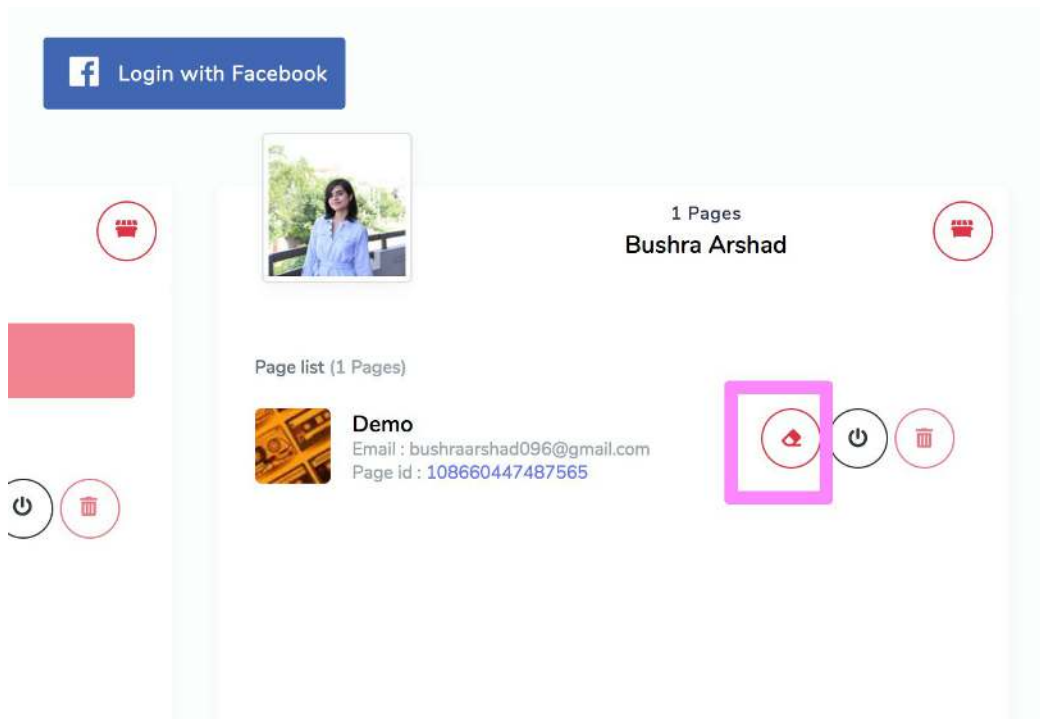 Login with Facebook
1 Pages
Bushra Arshad
Page list (1 Pages)
Demo
Email : bushraarshad096@gmail.com
Page id : 108660447487565